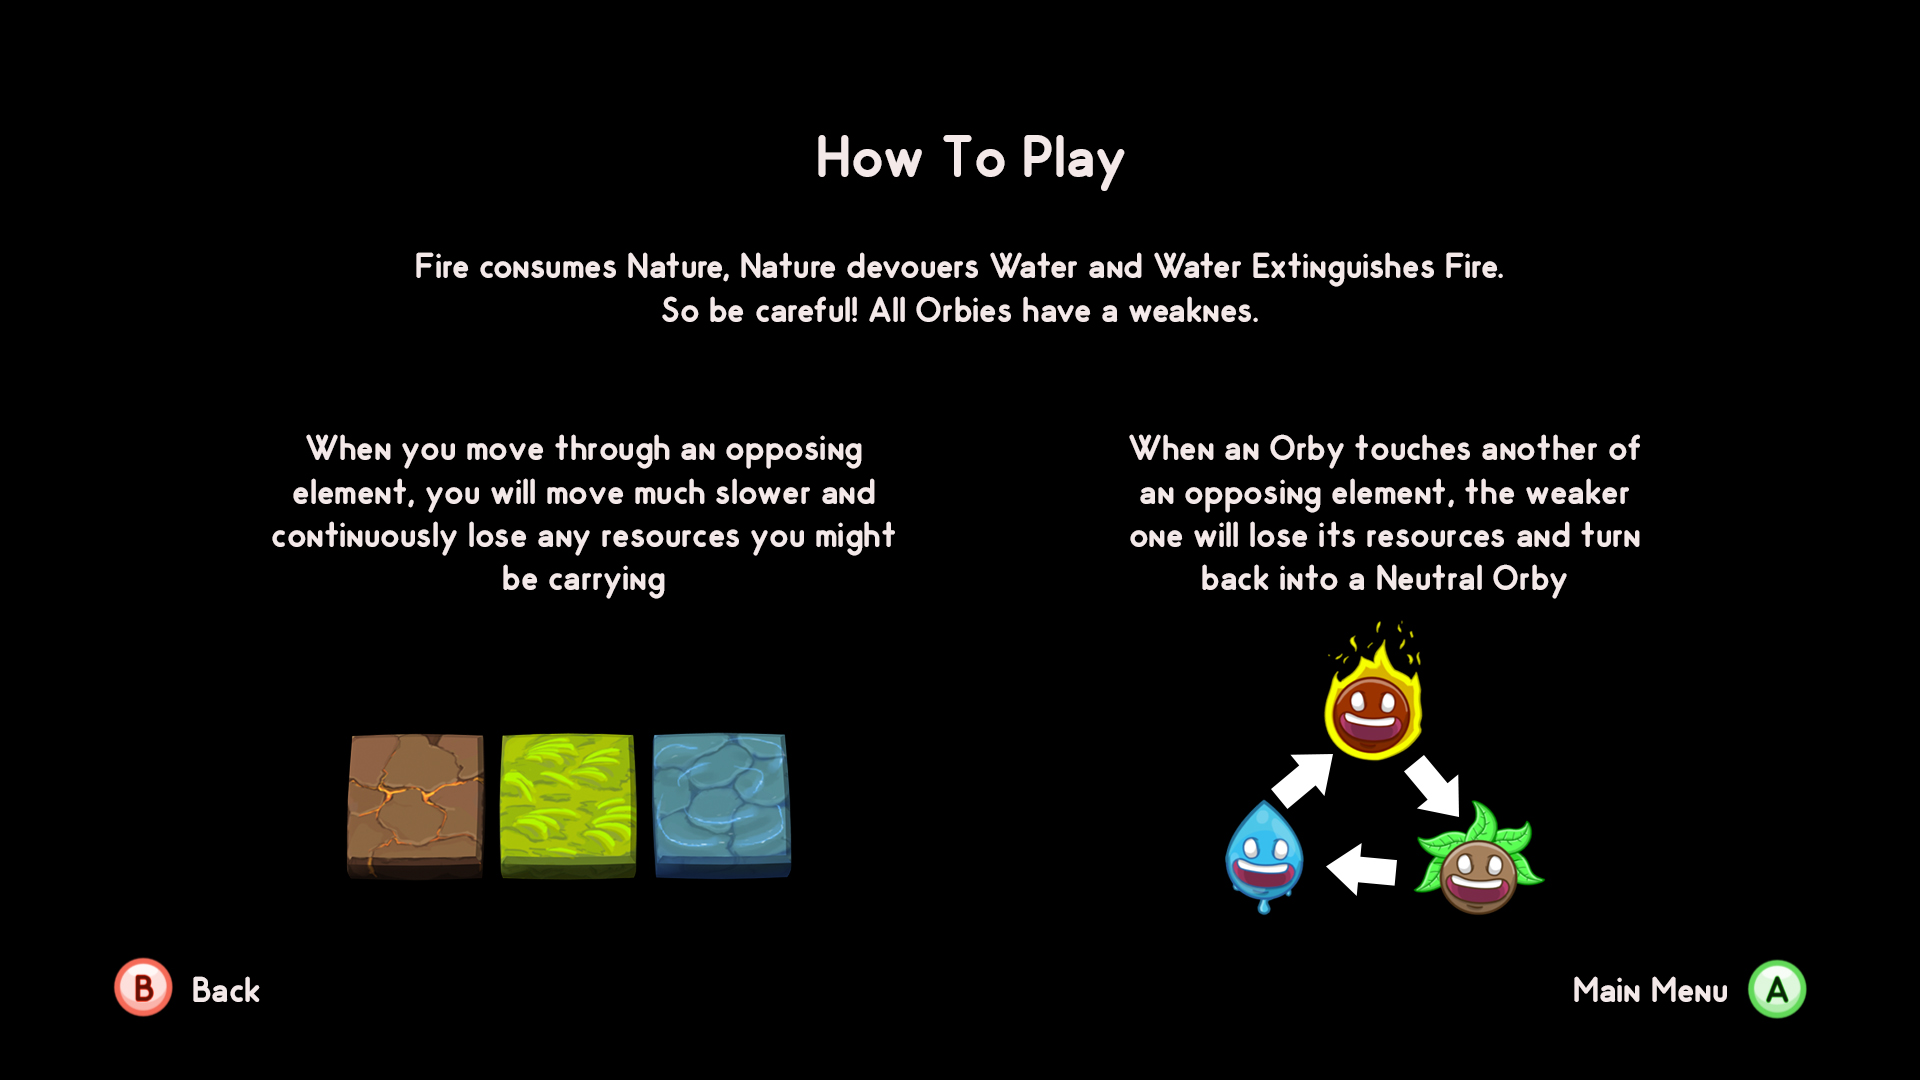 How To Play
Fire consumes Nature, Nature devouers Water and Water Extinguishes Fire.
So be careful! All Orbies have a weaknes.
When you move through an opposing
element, you will move much slower and
continuously lose any resources you might
be carrying
When an Orby touches another of
an opposing element, the weaker
one will lose its resources and turn
back into a Neutral Orby
B Back
Main Menu A